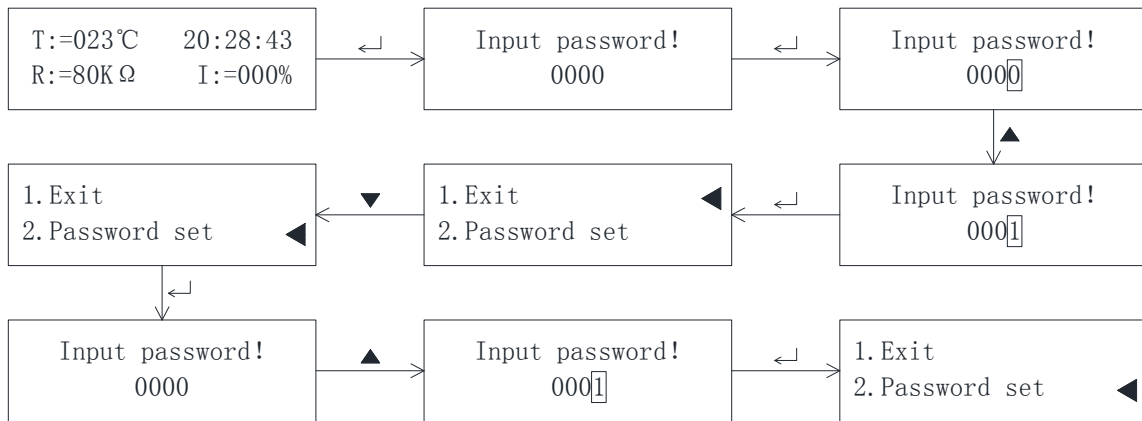 T:=023℃ 20:28:43
R:=80KΩ I:=000%
Input password!
0000
Input password!
0000
1.Exit
2.Password set
1.Exit
2.Password set
Input password!
0001
Input password!
0000
Input password!
0001
1.Exit
2.Password set